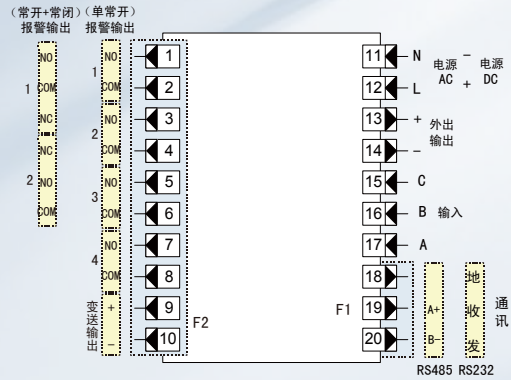 (常开+常闭)(单常开)
报警输出 报警输出
1 NO COM NC
2 NC NO COM
1 NO COM
2 NO COM
3 NO COM
4 NO COM
变送输出 + −
1
2
3
4
5
6
7
8
9
10
F2
11 N − 电源 电源
12 L + AC DC
13 + 外出
14 − 输出
15 C
16 B 输入
17 A
18 地
F1 19 A+ 收 通
20 B- 发 讯
RS485 RS232